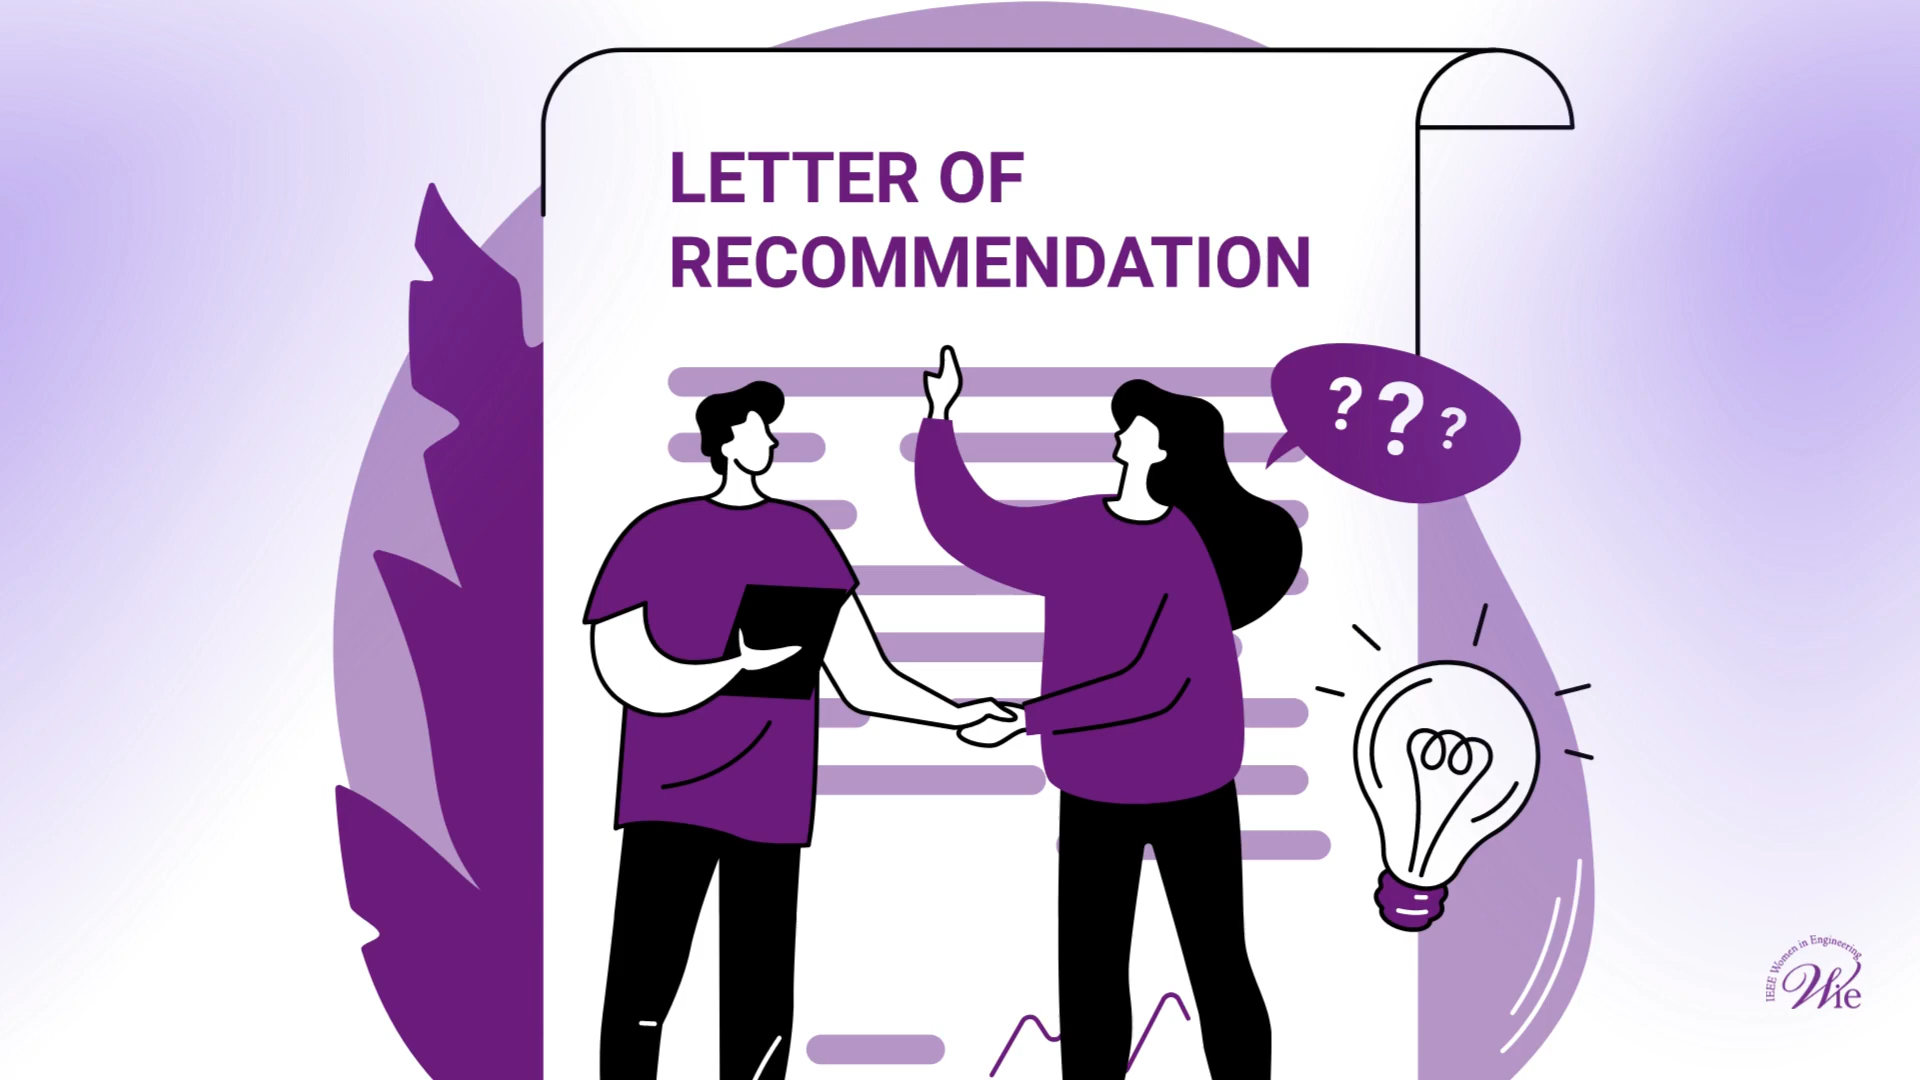 LETTER OF
RECOMMENDATION
? ? ?
IEEE Women in Engineering
Wie